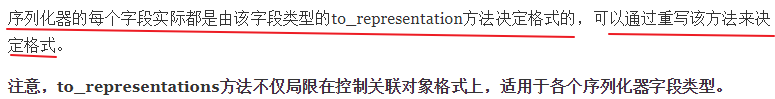 序列化器的每个字段实际都是由该字段类型的to_representation方法决定格式的，可以通过重写该方法来决
定格式。
注意，to_representations方法不仅局限在控制关联对象格式上，适用于各个序列化器字段类型。